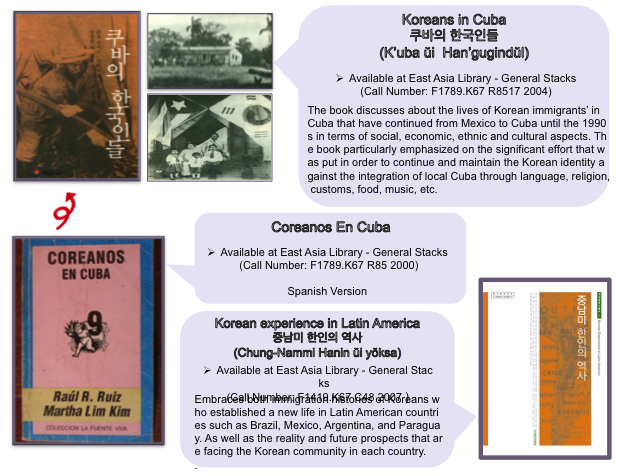 Koreans in Cuba
쿠바의 한국인들
(K'uba ŭi Han'gugindŭl)
➢ Available at East Asia Library - General Stacks
(Call Number: F1789.K67 R8517 2004)
The book discusses about the lives of Korean immigrants' in
Cuba that have continued from Mexico to Cuba until the 1990
s in terms of social, economic, ethnic and cultural aspects. Th
e book particularly emphasized on the significant effort that w
as put in order to continue and maintain the Korean identity a
gainst the integration of local Cuba through language, religion,
customs, food, music, etc.
쿠바의 한국인들
Coreanos En Cuba
➢ Available at East Asia Library - General Stacks
(Call Number: F1789.K67 R85 2000)
Spanish Version
COREANOS
EN CUBA
9
Raúl R. Ruiz
Martha Lim Kim
COLECCION LA FUENTE VIVA
Korean experience in Latin America
중남미 한인의 역사
(Chung-Nammi Hanin ŭi yŏksa)
➢ Available at East Asia Library - General Stac
ks
(Call Number: F1419.K67 C48 2007 )
Embraces both immigration histories of Koreans w
ho established a new life in Latin American countri
es such as Brazil, Mexico, Argentina, and Paragua
y. As well as the reality and future prospects that ar
e facing the Korean community in each country.
.
중남미 한인의 역사